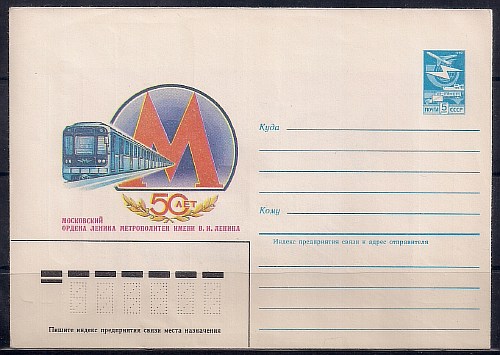 М
50 ЛЕТ
МОСКОВСКИЙ
ОРДЕНА ЛЕНИНА МЕТРОПОЛИТЕН ИМЕНИ В. И. ЛЕНИНА
ПОЧТА 5 СССР
Куда
Кому
Индекс предприятия связи и адрес отправителя
Пишите индекс предприятия связи места назначения